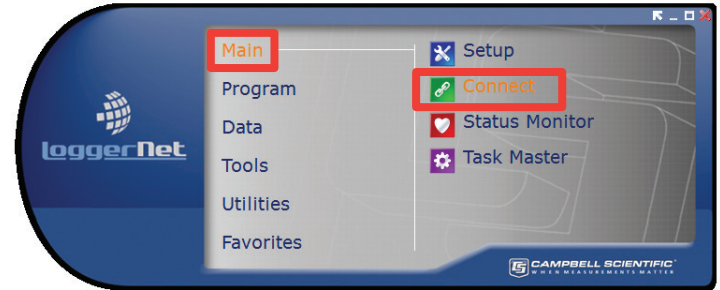 Main
Setup
Program
Connect
Data
Status Monitor
Tools
Task Master
Utilities
Favorites
LoggerNet
CAMPBELL SCIENTIFIC
WHEN MEASUREMENTS MATTER